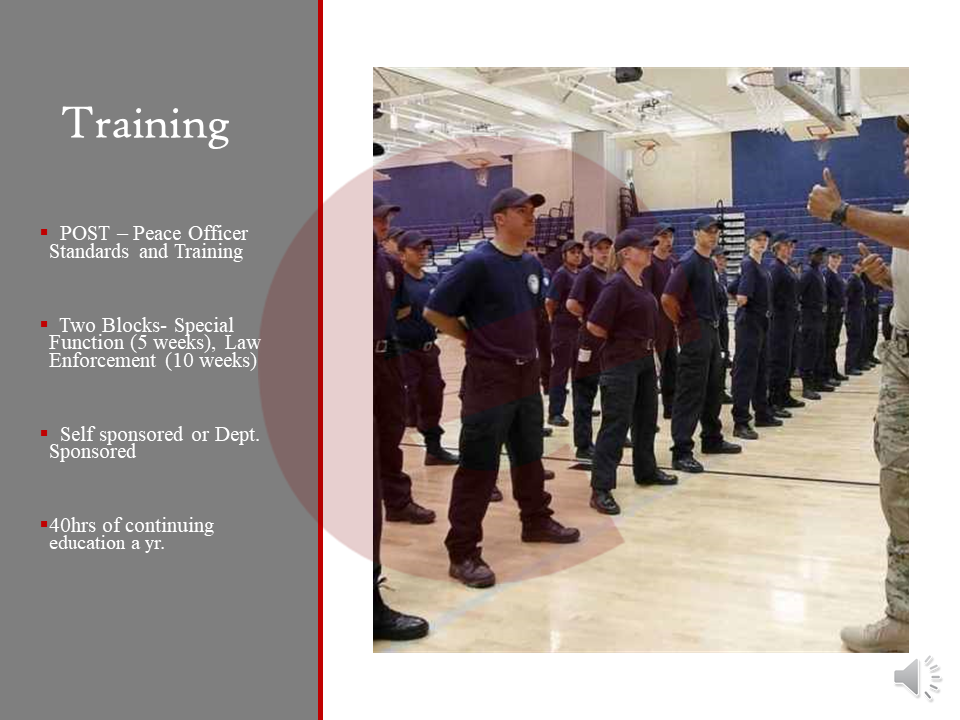 Training
▪ POST – Peace Officer
Standards and Training
▪ Two Blocks- Special
Function (5 weeks), Law
Enforcement (10 weeks)
▪ Self sponsored or Dept.
Sponsored
▪40hrs of continuing
education a yr.